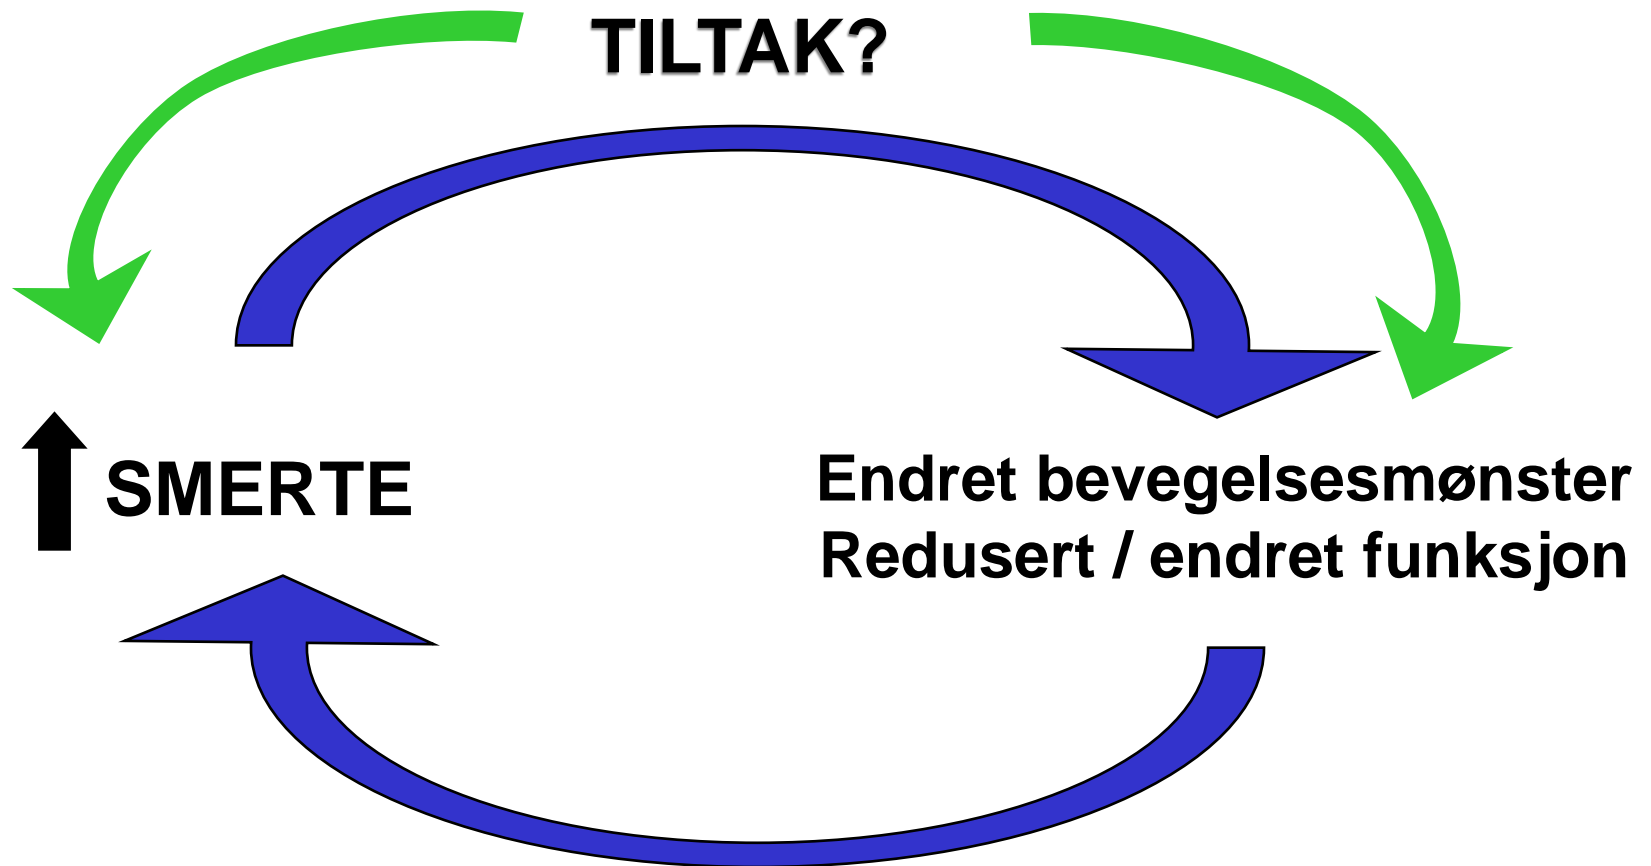 TILTAK?
SMERTE
Endret bevegelsesmønster
Redusert / endret funksjon